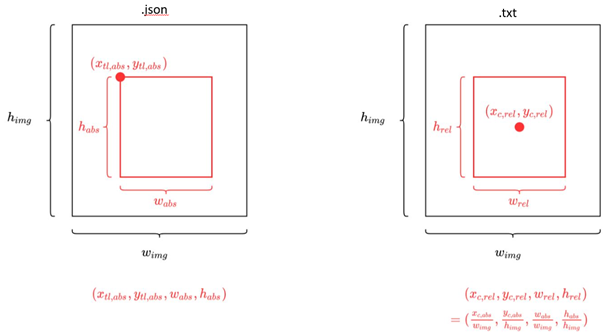 .json
(x_{tl,abs}, y_{tl,abs})
h_{img}
h_{abs}
w_{abs}
w_{img}
(x_{tl,abs}, y_{tl,abs}, w_{abs}, h_{abs})
.txt
(x_{c,rel}, y_{c,rel})
h_{img}
h_{rel}
w_{rel}
w_{img}
(x_{c,rel}, y_{c,rel}, w_{rel}, h_{rel})
= (\frac{x_{c,abs}}{w_{img}}, \frac{y_{c,abs}}{h_{img}}, \frac{w_{abs}}{w_{img}}, \frac{h_{abs}}{h_{img}})